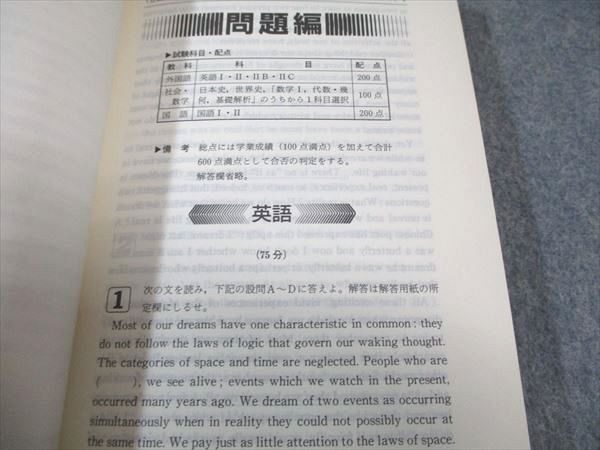 問題編
▶試験科目・配点
教科 科目 配点
外国語 英語Ⅰ・Ⅱ・ⅡB・ⅡC 200点
社会・数学 日本史，世界史，「数学Ⅰ，代数・幾何，基礎解析」のうちから1科目選択 100点
国語 国語Ⅰ・Ⅱ 200点
▶備考 総点には学業成績（100点満点）を加えて合計
600点満点として合否の判定をする。
解答欄省略。
英語
(75分)
1 次の文を読み，下記の設問A～Dに答えよ。解答は解答用紙の所
定欄にしるせ。
Most of our dreams have one characteristic in common: they
do not follow the laws of logic that govern our waking thought.
The categories of space and time are neglected. People who are
( ), we see alive; events which we watch in the present,
occurred many years ago. We dream of two events as occurring
simultaneously when in reality they could not possibly occur at
the same time. We pay just as little attention to the laws of space.